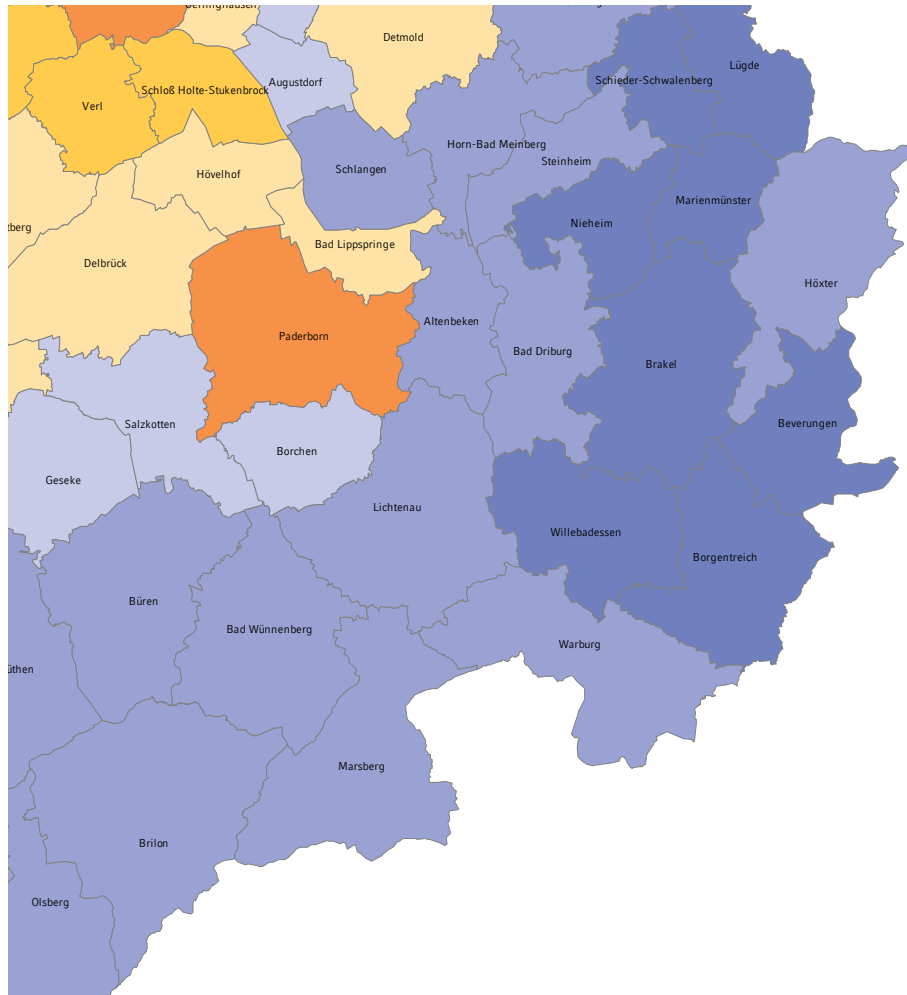 Detmold
Lügde
Schieder-Schwalenberg
Augustdorf
Schloß Holte-Stukenbrock
Verl
Horn-Bad Meinberg
Steinheim
Schlangen
Hövelhof
Marienmünster
Nieheim
zberg
Bad Lippspringe
Delbrück
Höxter
Altenbeken
Paderborn
Bad Driburg
Brakel
Salzkotten
Beverungen
Borchen
Geseke
Lichtenau
Willebadessen
Borgentreich
Büren
Bad Wünnenberg
Warburg
üthen
Marsberg
Brilon
Olsberg